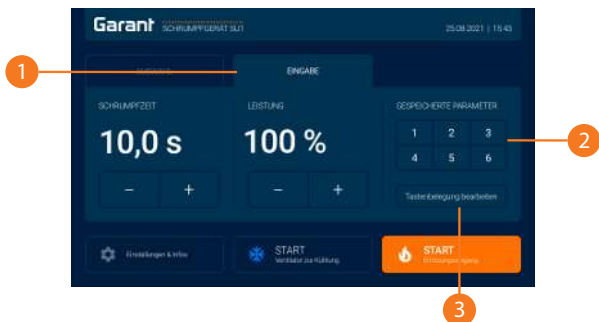 Garant SCHRUMPFGERÄT SLI1
25.08.2021 | 15:43
1
EINGABE
SCHRUMPFZEIT
LEISTUNG
GESPEICHERTE PARAMETER
10,0 s
100 %
1 2 3
2
4 5 6
- +
- +
Tastenbelegung bearbeiten
Einstellungen & Infos
START
Ventilator zur Kühlung
START
3